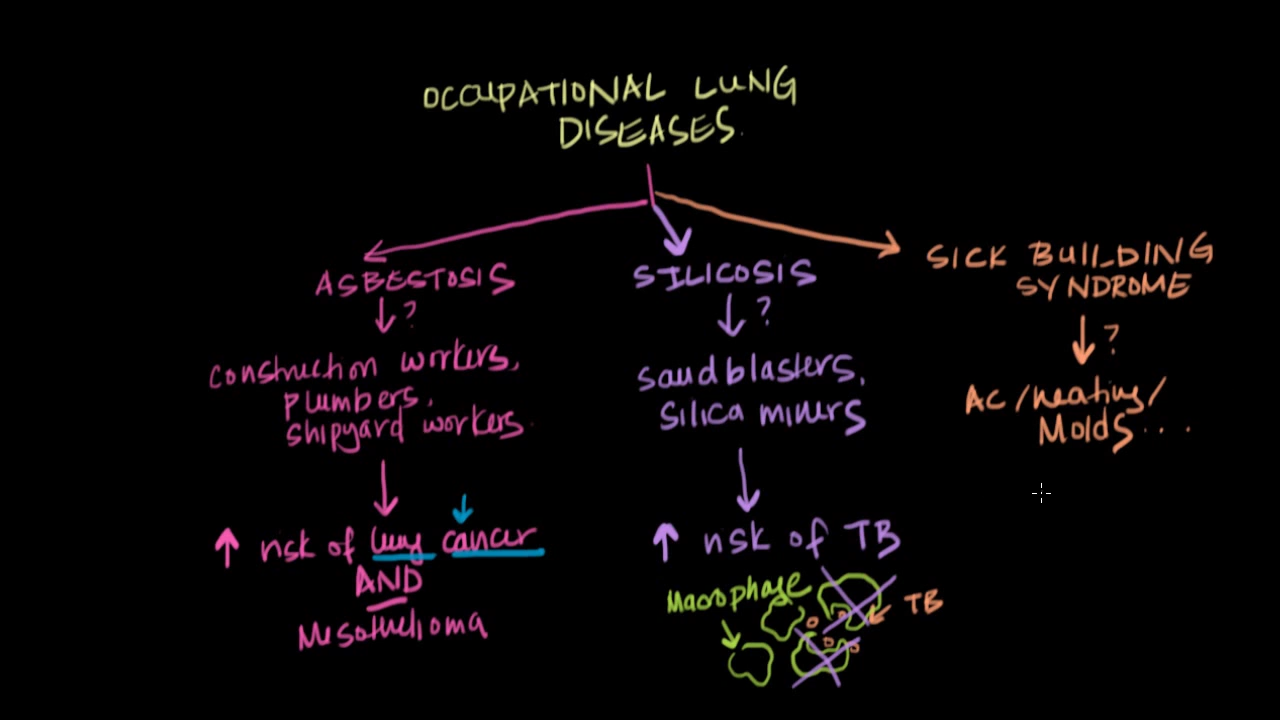 OCCUPATIONAL LUNG
DISEASES.
ASBESTOSIS
?
construction workers,
plumbers,
shipyard workers.
↑ risk of lung cancer
AND
Mesothelioma
SILICOSIS
?
sandblasters,
silica miners
↑ risk of TB
Macrophage
TB
SICK BUILDING
SYNDROME
?
AC/heating/
Molds...